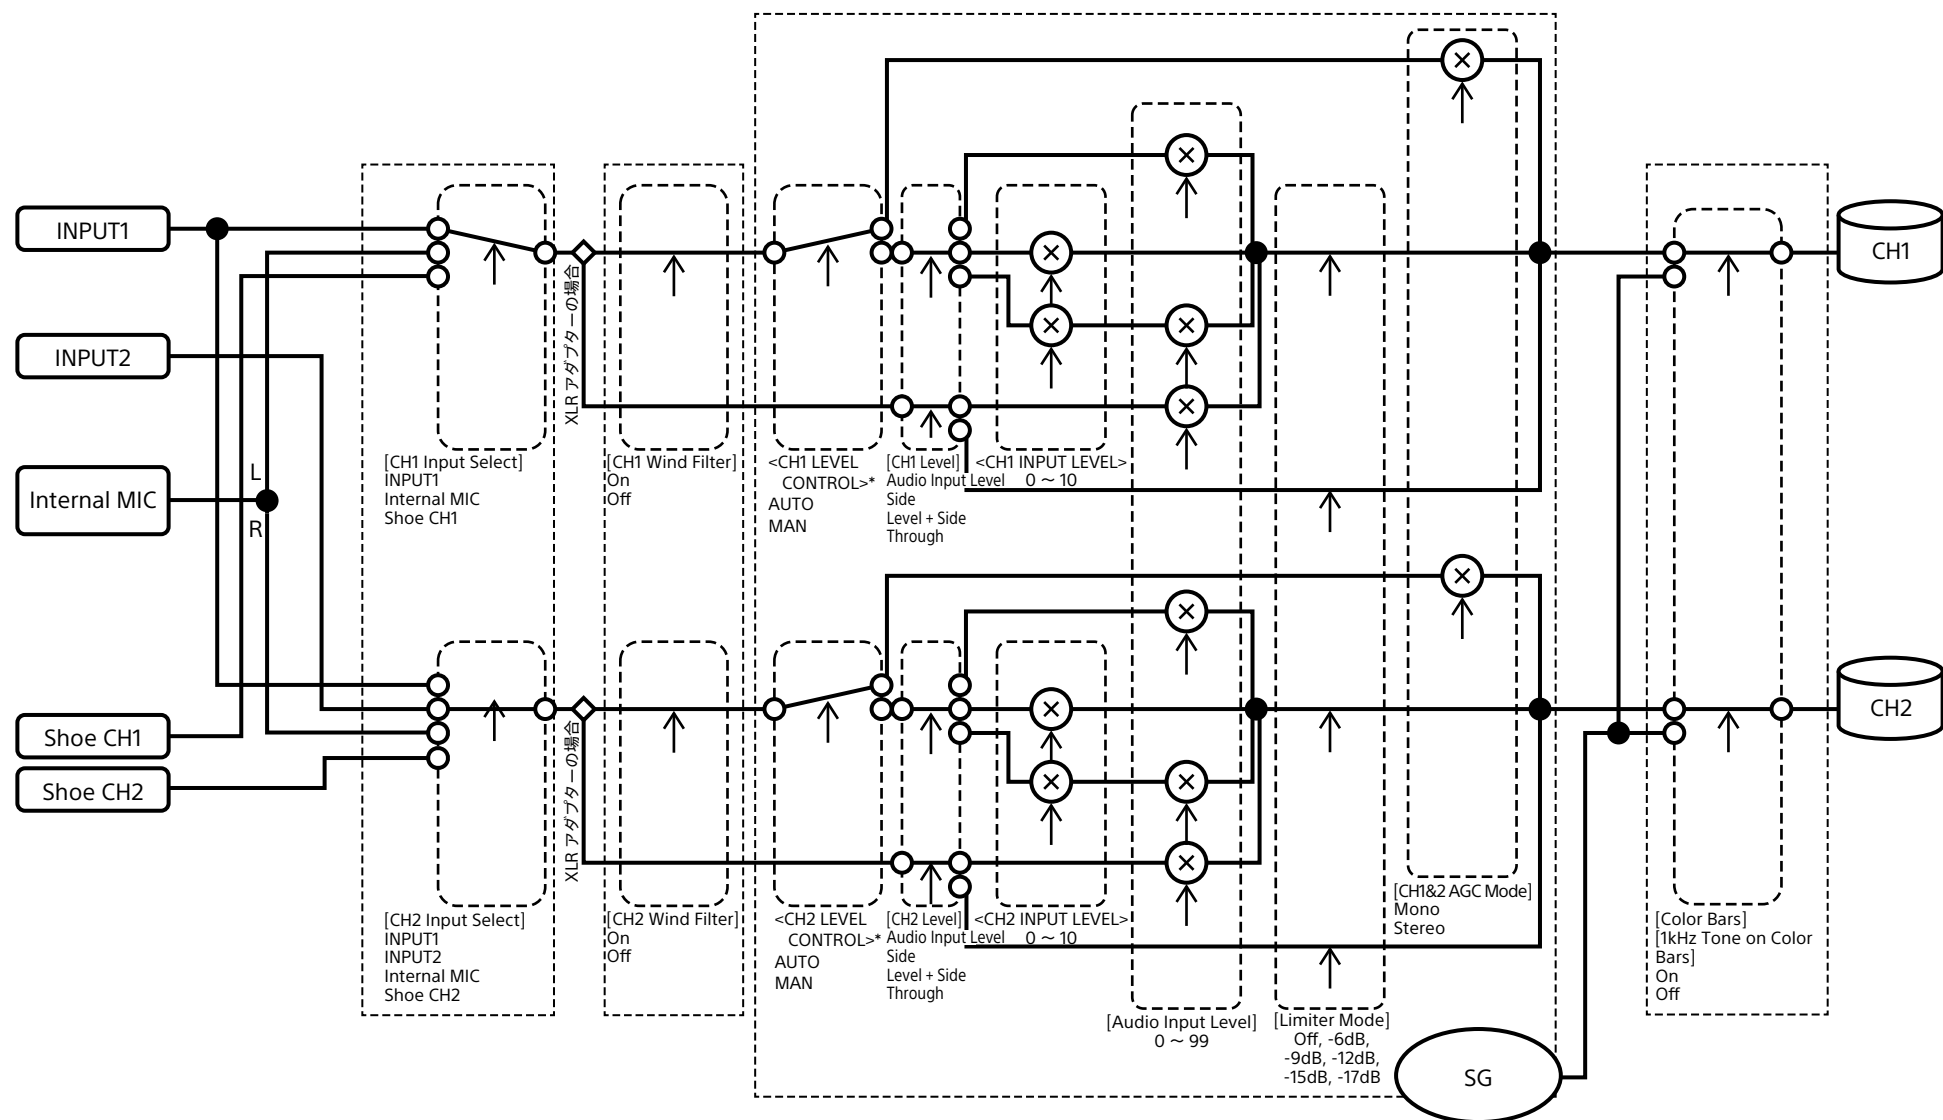 INPUT1
INPUT2
Internal MIC
L
R
Shoe CH1
Shoe CH2
[CH1 Input Select]
INPUT1
Internal MIC
Shoe CH1
XLR アダプターの場合
[CH1 Wind Filter]
On
Off
<CH1 LEVEL
CONTROL>*
AUTO
MAN
[CH1 Level]
Audio Input Level
Side
Level + Side
Through
<CH1 INPUT LEVEL>
0 ~ 10
CH1
[CH2 Input Select]
INPUT1
INPUT2
Internal MIC
Shoe CH2
XLR アダプターの場合
[CH2 Wind Filter]
On
Off
<CH2 LEVEL
CONTROL>*
AUTO
MAN
[CH2 Level]
Audio Input Level
Side
Level + Side
Through
<CH2 INPUT LEVEL>
0 ~ 10
[Audio Input Level]
0 ~ 99
[Limiter Mode]
Off, -6dB,
-9dB, -12dB,
-15dB, -17dB
[CH1&2 AGC Mode]
Mono
Stereo
SG
[Color Bars]
[1kHz Tone on Color
Bars]
On
Off
CH2